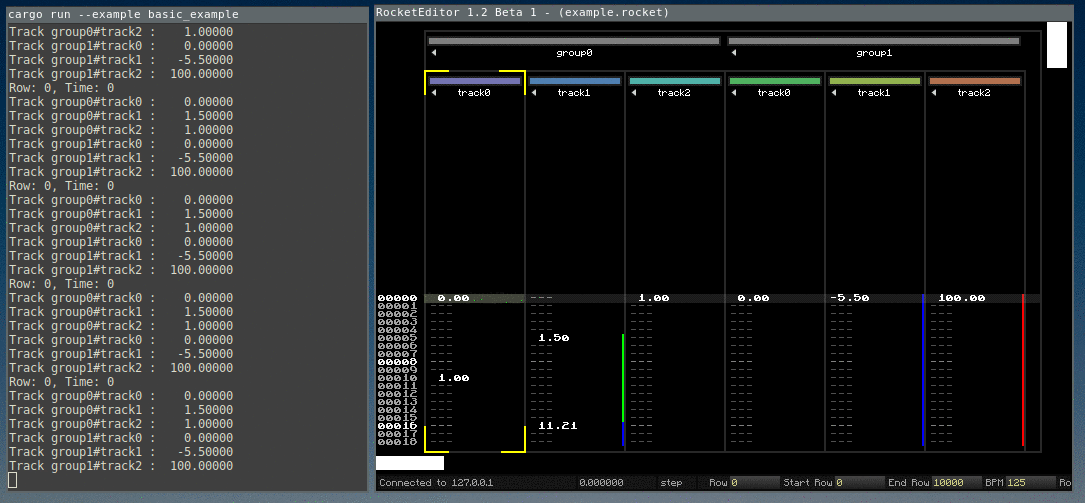 cargo run --example basic_example
Track group0#track2 :    1.00000
Track group1#track0 :    0.00000
Track group1#track1 :   -5.50000
Track group1#track2 :  100.00000
Row: 0, Time: 0
Track group0#track0 :    0.00000
Track group0#track1 :    1.50000
Track group0#track2 :    1.00000
Track group1#track0 :    0.00000
Track group1#track1 :   -5.50000
Track group1#track2 :  100.00000
Row: 0, Time: 0
Track group0#track0 :    0.00000
Track group0#track1 :    1.50000
Track group0#track2 :    1.00000
Track group1#track0 :    0.00000
Track group1#track1 :   -5.50000
Track group1#track2 :  100.00000
Row: 0, Time: 0
Track group0#track0 :    0.00000
Track group0#track1 :    1.50000
Track group0#track2 :    1.00000
Track group1#track0 :    0.00000
Track group1#track1 :   -5.50000
Track group1#track2 :  100.00000
Row: 0, Time: 0
Track group0#track0 :    0.00000
Track group0#track1 :    1.50000
Track group0#track2 :    1.00000
Track group1#track0 :    0.00000
Track group1#track1 :   -5.50000
Track group1#track2 :  100.00000
RocketEditor 1.2 Beta 1 - (example.rocket)
group0 group1
track0 track1 track2 track0 track1 track2
00000 0.00 --- 1.00 0.00 -5.50 100.00
00001 --- --- --- --- --- ---
00002 --- --- --- --- --- ---
00003 --- --- --- --- --- ---
00004 --- --- --- --- --- ---
00005 --- 1.50 --- --- --- ---
00006 --- --- --- --- --- ---
00007 --- --- --- --- --- ---
00008 --- --- --- --- --- ---
00009 --- --- --- --- --- ---
00010 1.00 --- --- --- --- ---
00011 --- --- --- --- --- ---
00012 --- --- --- --- --- ---
00013 --- --- --- --- --- ---
00014 --- --- --- --- --- ---
00015 --- --- --- --- --- ---
00016 --- 11.21 --- --- --- ---
00017 --- --- --- --- --- ---
00018 --- --- --- --- --- ---
Connected to 127.0.0.1 0.000000 step Row 0 Start Row 0 End Row 10000 BPM 125 Ro